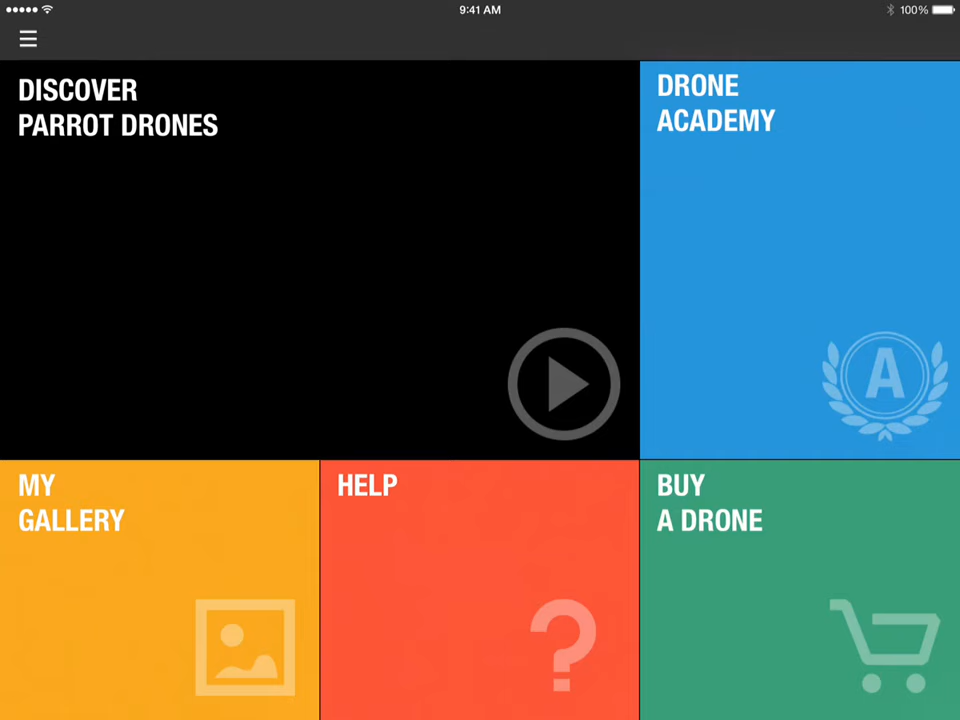 9:41 AM
100%
DISCOVER
PARROT DRONES
DRONE
ACADEMY
A
MY
GALLERY
HELP
?
BUY
A DRONE